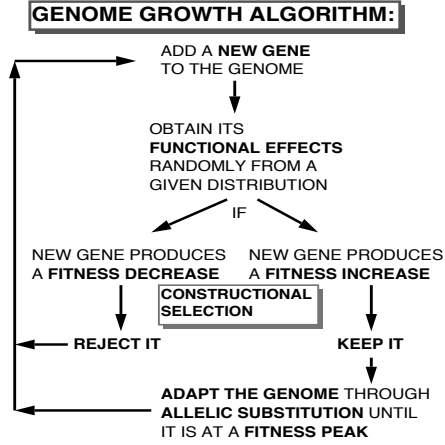 GENOME GROWTH ALGORITHM:
ADD A NEW GENE
TO THE GENOME
OBTAIN ITS
FUNCTIONAL EFFECTS
RANDOMLY FROM A
GIVEN DISTRIBUTION
IF
NEW GENE PRODUCES
A FITNESS DECREASE
NEW GENE PRODUCES
A FITNESS INCREASE
CONSTRUCTIONAL
SELECTION
REJECT IT
KEEP IT
ADAPT THE GENOME THROUGH
ALLELIC SUBSTITUTION UNTIL
IT IS AT A FITNESS PEAK